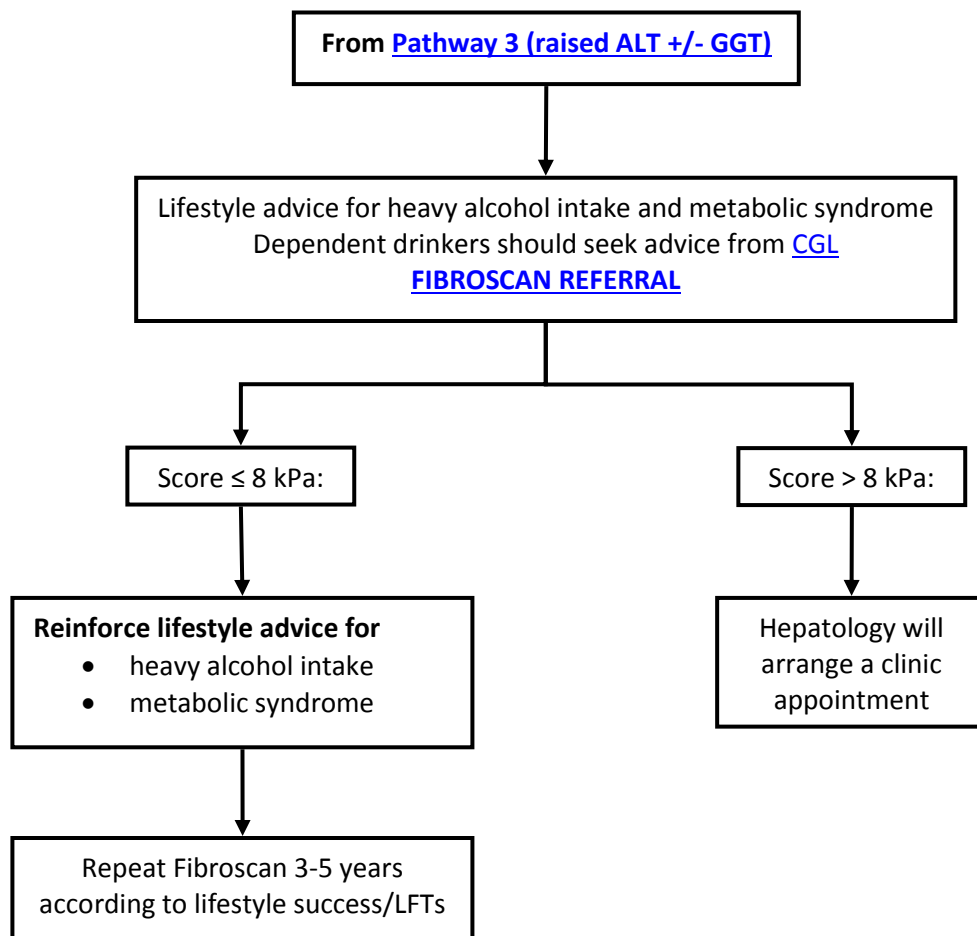 From Pathway 3 (raised ALT +/- GGT)
Lifestyle advice for heavy alcohol intake and metabolic syndrome
Dependent drinkers should seek advice from CGL
FIBROSCAN REFERRAL
Score ≤ 8 kPa:
Score > 8 kPa:
Reinforce lifestyle advice for
• heavy alcohol intake
• metabolic syndrome
Hepatology will
arrange a clinic
appointment
Repeat Fibroscan 3-5 years
according to lifestyle success/LFTs